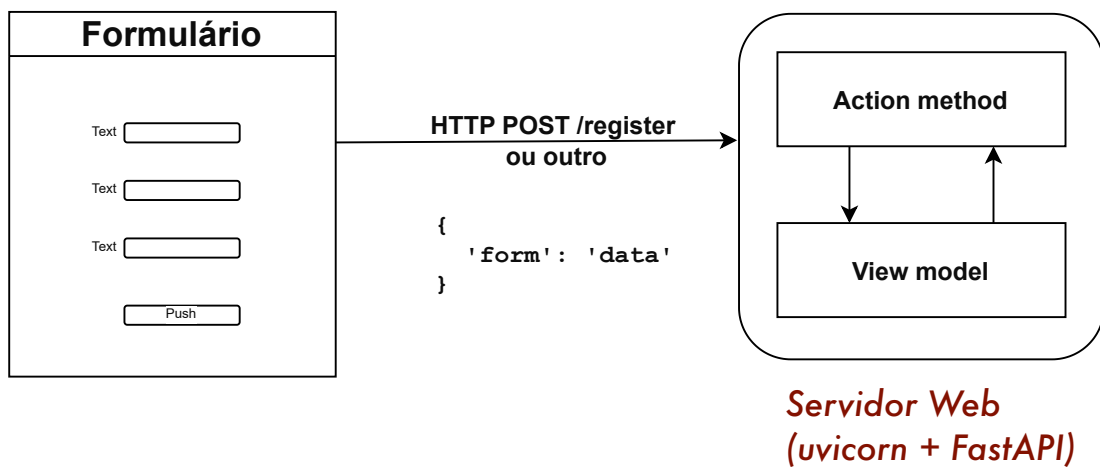 Formulário
Text
Text
Text
Push
HTTP POST /register
ou outro
{
'form': 'data'
}
Action method
View model
Servidor Web
(uvicorn + FastAPI)